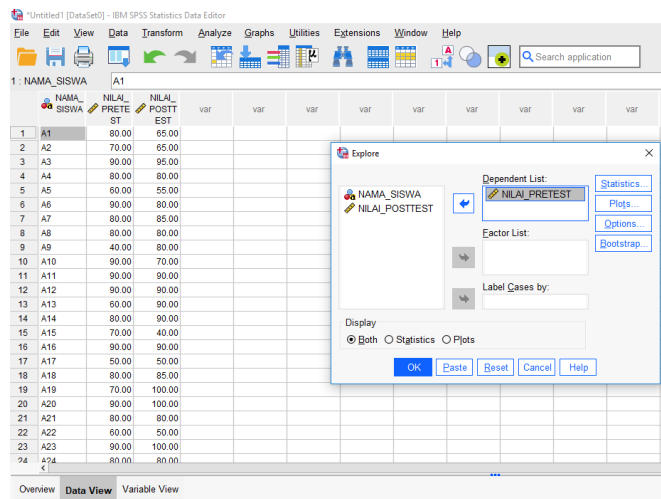 *Untitled1 [DataSet0] - IBM SPSS Statistics Data Editor
File Edit View Data Transform Analyze Graphs Utilities Extensions Window Help
Search application
1 : NAMA_SISWA A1
NAMA_SISWA NILAI_PRETEST NILAI_POSTTEST var var var var var var var var
1 A1 80.00 65.00
2 A2 70.00 65.00
3 A3 90.00 95.00
4 A4 80.00 80.00
5 A5 60.00 55.00
6 A6 90.00 80.00
7 A7 80.00 85.00
8 A8 80.00 80.00
9 A9 40.00 80.00
10 A10 90.00 70.00
11 A11 90.00 90.00
12 A12 90.00 90.00
13 A13 60.00 90.00
14 A14 80.00 90.00
15 A15 70.00 40.00
16 A16 90.00 90.00
17 A17 50.00 50.00
18 A18 80.00 85.00
19 A19 70.00 100.00
20 A20 90.00 100.00
21 A21 80.00 80.00
22 A22 60.00 50.00
23 A23 90.00 100.00
24 A24 80.00 80.00
Explore
NAMA_SISWA
NILAI_POSTTEST
Dependent List:
NILAI_PRETEST
Factor List:
Label Cases by:
Statistics...
Plots...
Options...
Bootstrap...
Display
Both Statistics Plots
OK Paste Reset Cancel Help
Overview Data View Variable View